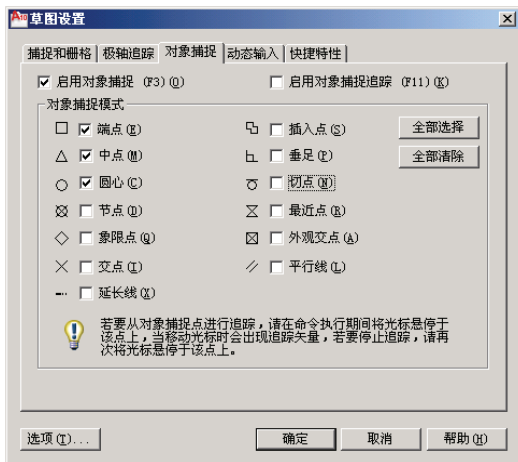 草图设置
捕捉和栅格 极轴追踪 对象捕捉 动态输入 快捷特性
启用对象捕捉 (F3)(O) 启用对象捕捉追踪 (F11)(K)
对象捕捉模式
端点(E) 插入点(S) 全部选择
中点(M) 垂足(P) 全部清除
圆心(C) 切点(N)
节点(D) 最近点(R)
象限点(Q) 外观交点(A)
交点(I) 平行线(L)
延长线(X)
若要从对象捕捉点进行追踪，请在命令执行期间将光标悬停于
该点上，当移动光标时会出现追踪矢量，若要停止追踪，请再
次将光标悬停于该点上。
选项(T)... 确定 取消 帮助(H)